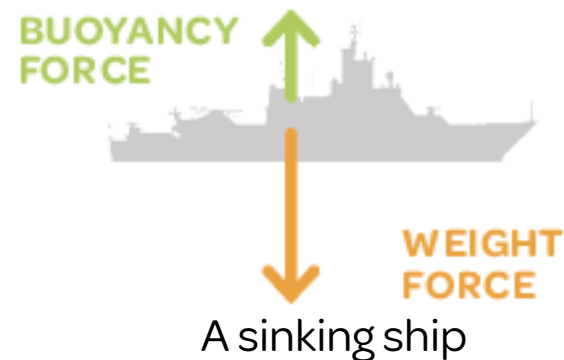 BUOYANCY
FORCE
WEIGHT
FORCE
A sinking ship